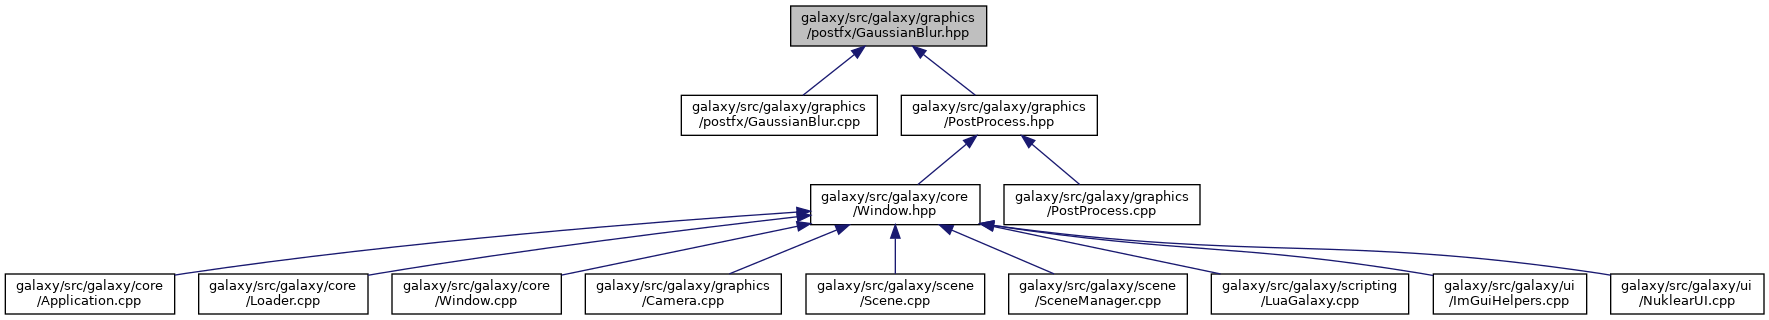 galaxy/src/galaxy/graphics
/postfx/GaussianBlur.hpp
galaxy/src/galaxy/graphics
/postfx/GaussianBlur.cpp
galaxy/src/galaxy/graphics
/PostProcess.hpp
galaxy/src/galaxy/core
/Window.hpp
galaxy/src/galaxy/graphics
/PostProcess.cpp
galaxy/src/galaxy/core
/Application.cpp
galaxy/src/galaxy/core
/Loader.cpp
galaxy/src/galaxy/core
/Window.cpp
galaxy/src/galaxy/graphics
/Camera.cpp
galaxy/src/galaxy/scene
/Scene.cpp
galaxy/src/galaxy/scene
/SceneManager.cpp
galaxy/src/galaxy/scripting
/LuaGalaxy.cpp
galaxy/src/galaxy/ui
/ImGuiHelpers.cpp
galaxy/src/galaxy/ui
/NuklearUI.cpp